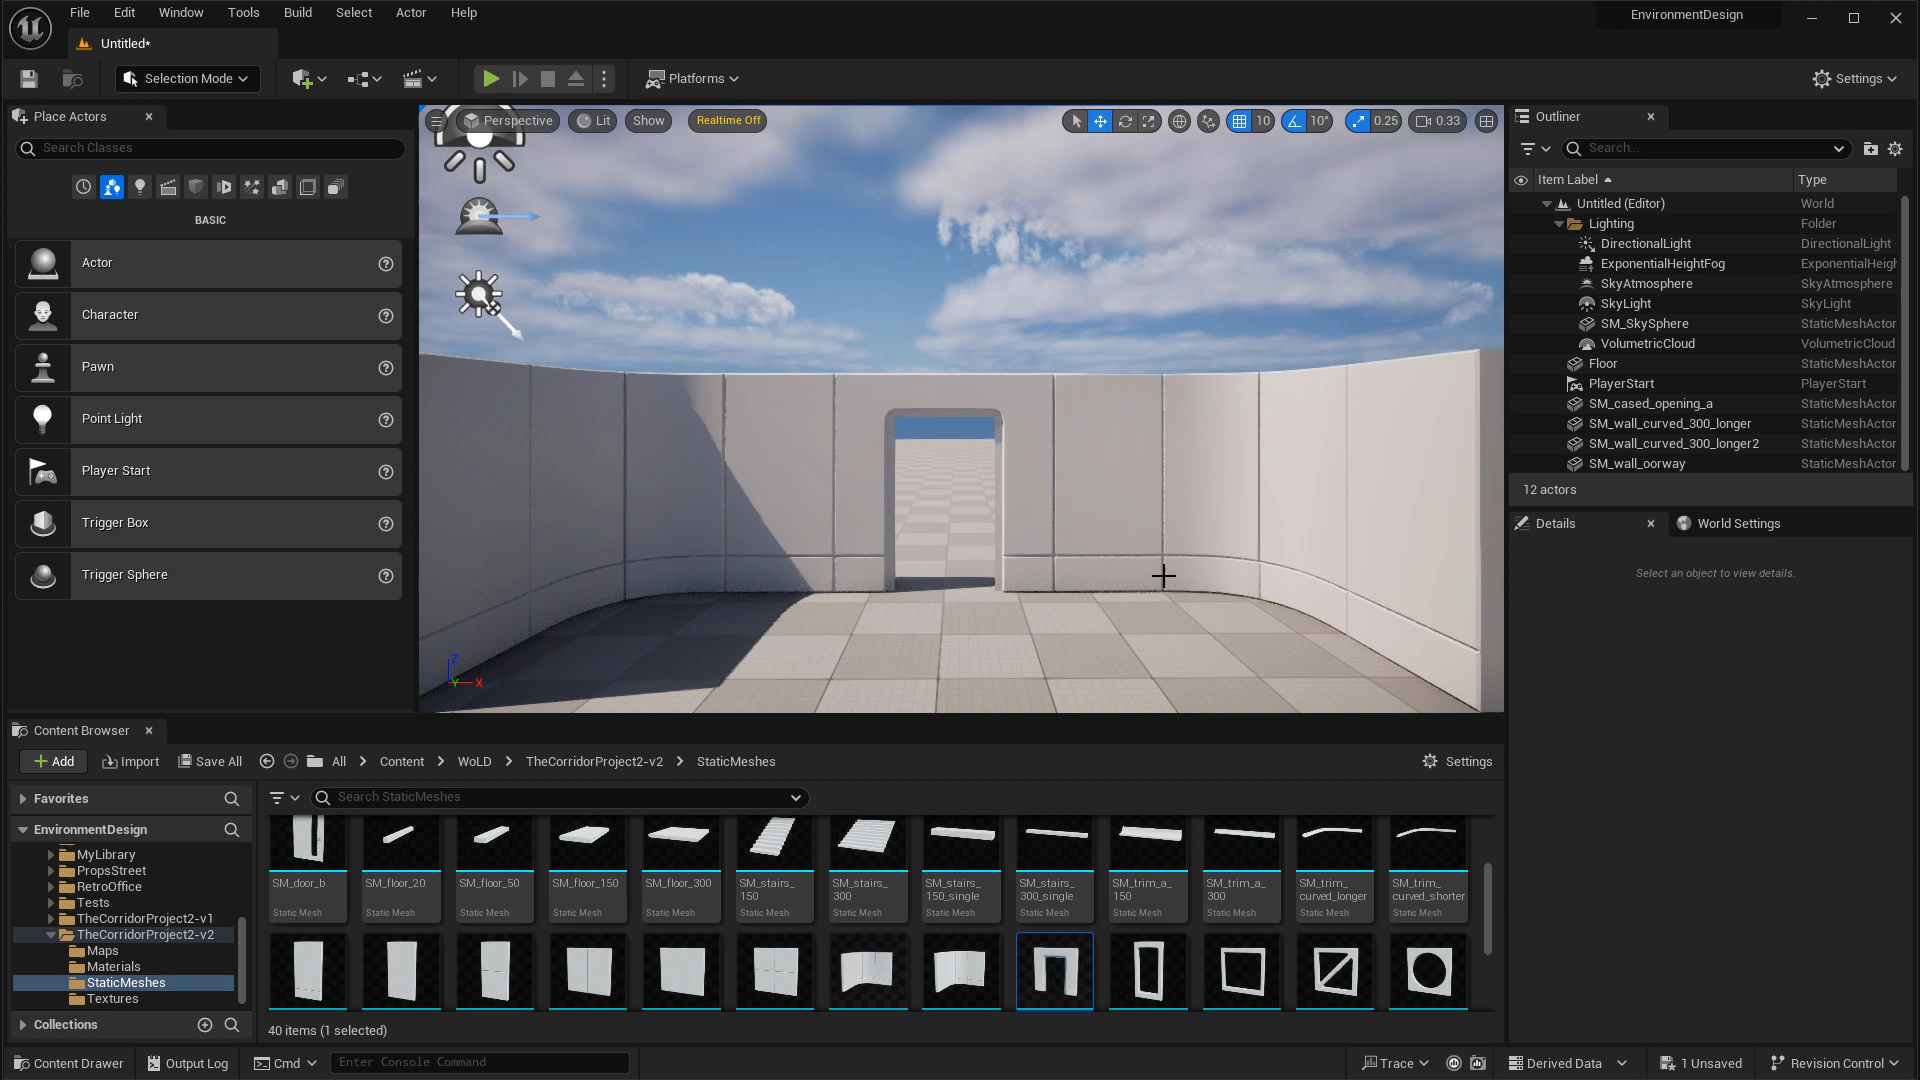 File Edit Window Tools Build Select Actor Help
EnvironmentDesign
Untitled*
Selection Mode
Platforms
Settings
Place Actors
Search Classes
BASIC
Actor
Character
Pawn
Point Light
Player Start
Trigger Box
Trigger Sphere
Perspective Lit Show Realtime Off 10 10° 0.25 0.33
Z
Y X
Outliner
Search...
Item Label Type
Untitled (Editor) World
Lighting Folder
DirectionalLight DirectionalLight
ExponentialHeightFog ExponentialHeigh
SkyAtmosphere SkyAtmosphere
SkyLight SkyLight
SM_SkySphere StaticMeshActor
VolumetricCloud VolumetricCloud
Floor StaticMeshActor
PlayerStart PlayerStart
SM_cased_opening_a StaticMeshActor
SM_wall_curved_300_longer StaticMeshActor
SM_wall_curved_300_longer2 StaticMeshActor
SM_wall_oorway StaticMeshActor
12 actors
Details World Settings
Select an object to view details.
Content Browser
Add Import Save All All Content WoLD TheCorridorProject2-v2 StaticMeshes Settings
Favorites
EnvironmentDesign
MyLibrary
PropsStreet
RetroOffice
Tests
TheCorridorProject2-v1
TheCorridorProject2-v2
Maps
Materials
StaticMeshes
Textures
Collections
Search StaticMeshes
SM_door_b SM_floor_20 SM_floor_50 SM_floor_150 SM_floor_300 SM_stairs_ SM_stairs_ SM_stairs_ SM_stairs_ SM_trim_a_ SM_trim_a_ SM_trim_ SM_trim_
150 300 150_single 300_single 150 300 curved_longer curved_shorter
Static Mesh Static Mesh Static Mesh Static Mesh Static Mesh Static Mesh Static Mesh Static Mesh Static Mesh Static Mesh Static Mesh Static Mesh Static Mesh
40 items (1 selected)
Content Drawer Output Log Cmd Enter Console Command Trace Derived Data 1 Unsaved Revision Control